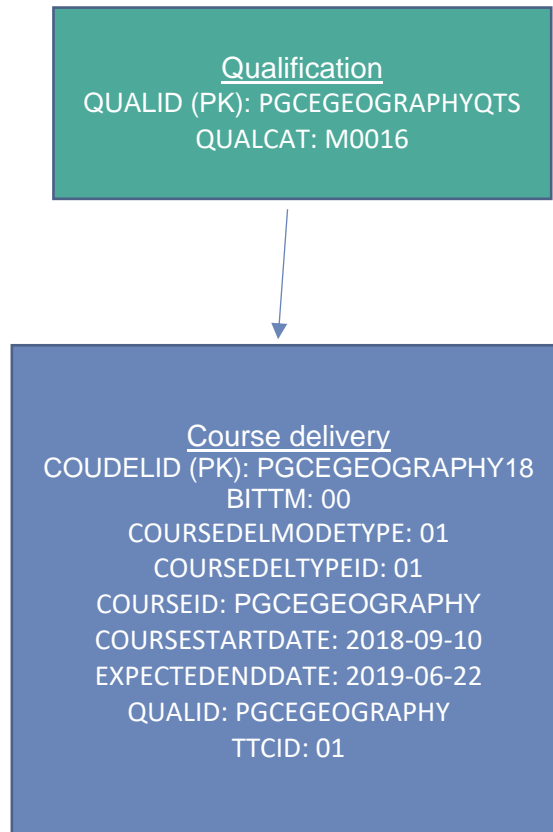 Qualification
QUALID (PK): PGCEGEOGRAPHYQTS
QUALCAT: M0016
Course delivery
COUDELID (PK): PGCEGEOGRAPHY18
BITTM: 00
COURSEDELMODETYPE: 01
COURSEDELTYPEID: 01
COURSEID: PGCEGEOGRAPHY
COURSESTARTDATE: 2018-09-10
EXPECTEDENDDATE: 2019-06-22
QUALID: PGCEGEOGRAPHY
TTCID: 01